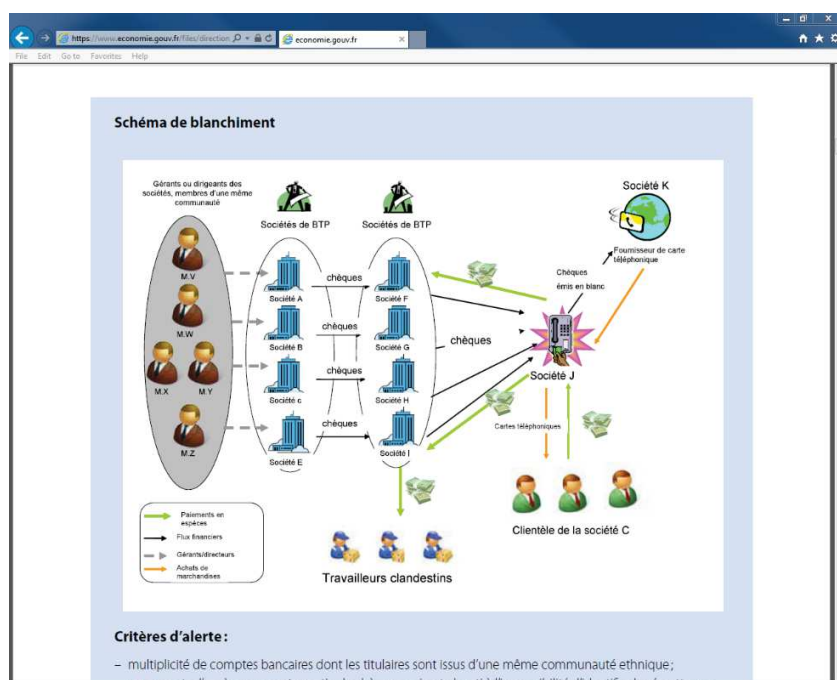 https://www.economie.gouv.fr/files/direction
economie.gouv.fr
File Edit Go to Favorites Help
Schéma de blanchiment
Gérants ou dirigeants des
sociétés, membres d'une même
communauté
Sociétés de BTP
Sociétés de BTP
Société K
Fournisseur de carte
téléphonique
Chèques
émis en blanc
M.V
M.W
M.X
M.Y
M.Z
Société A
chèques
Société F
Société B
chèques
Société G
chèques
Société c
chèques
Société H
Société E
chèques
Société I
Société J
Cartes téléphoniques
Clientèle de la société C
Travailleurs clandestins
Paiements en
espèces
Flux financiers
Gérants/directeurs
Achats de
marchandises
Critères d'alerte :
– multiplicité de comptes bancaires dont les titulaires sont issus d'une même communauté ethnique ;